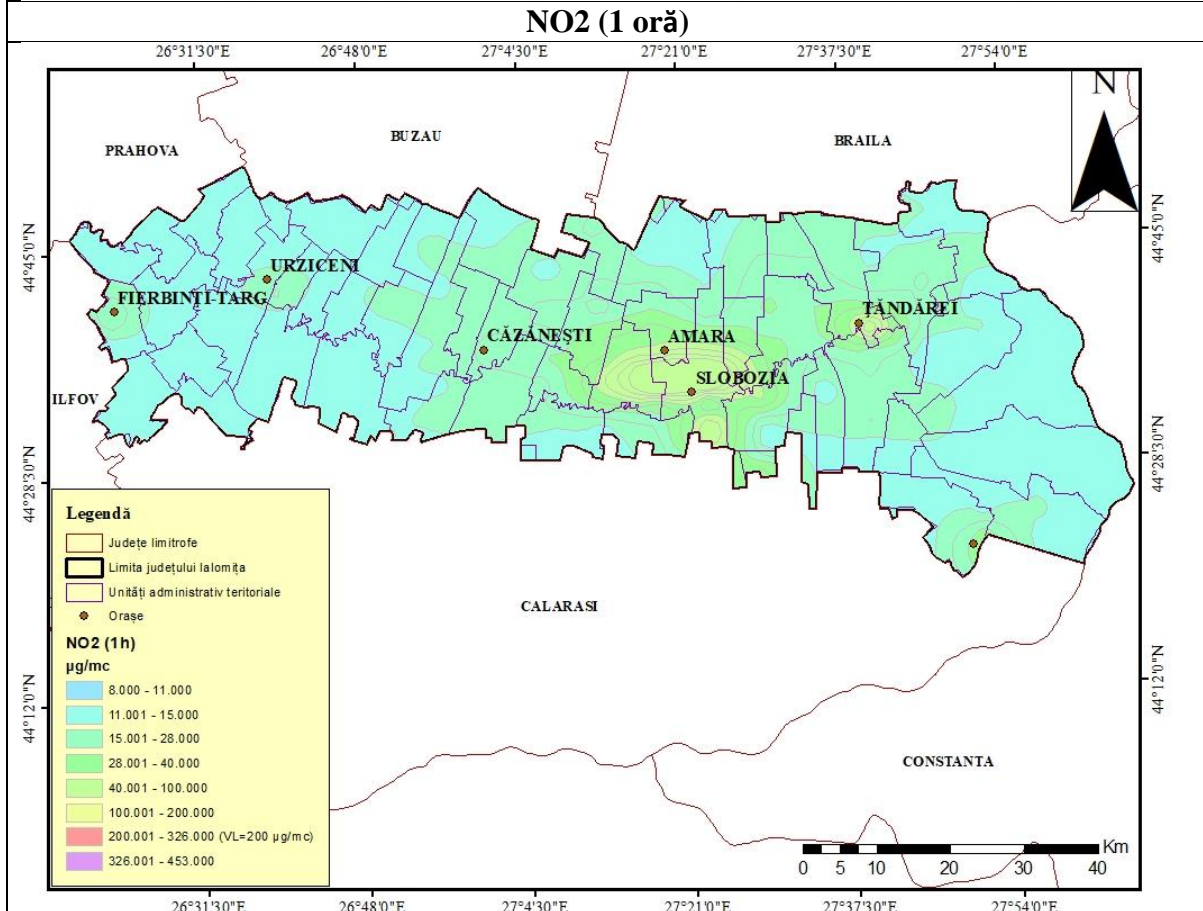 NO2 (1 oră)
26°31'30"E 26°48'0"E 27°4'30"E 27°21'0"E 27°37'30"E 27°54'0"E
N
BUZAU
BRAILA
PRAHOVA
44°45'0"N
44°45'0"N
URZICENI
FIERBINȚI-TARG
ȚĂNDĂREI
CĂZĂNEȘTI
AMARA
SLOBOZIA
ILFOV
44°28'30"N
44°28'30"N
Legendă
Județe limitrofe
Limita județului Ialomița
Unități administrativ teritoriale
Orașe
NO2 (1h)
µg/mc
8.000 - 11.000
11.001 - 15.000
15.001 - 28.000
28.001 - 40.000
40.001 - 100.000
100.001 - 200.000
200.001 - 326.000 (VL=200 µg/mc)
326.001 - 453.000
CALARASI
44°12'0"N
44°12'0"N
CONSTANTA
Km
0 5 10 20 30 40
26°31'30"E 26°48'0"E 27°4'30"E 27°21'0"E 27°37'30"E 27°54'0"E